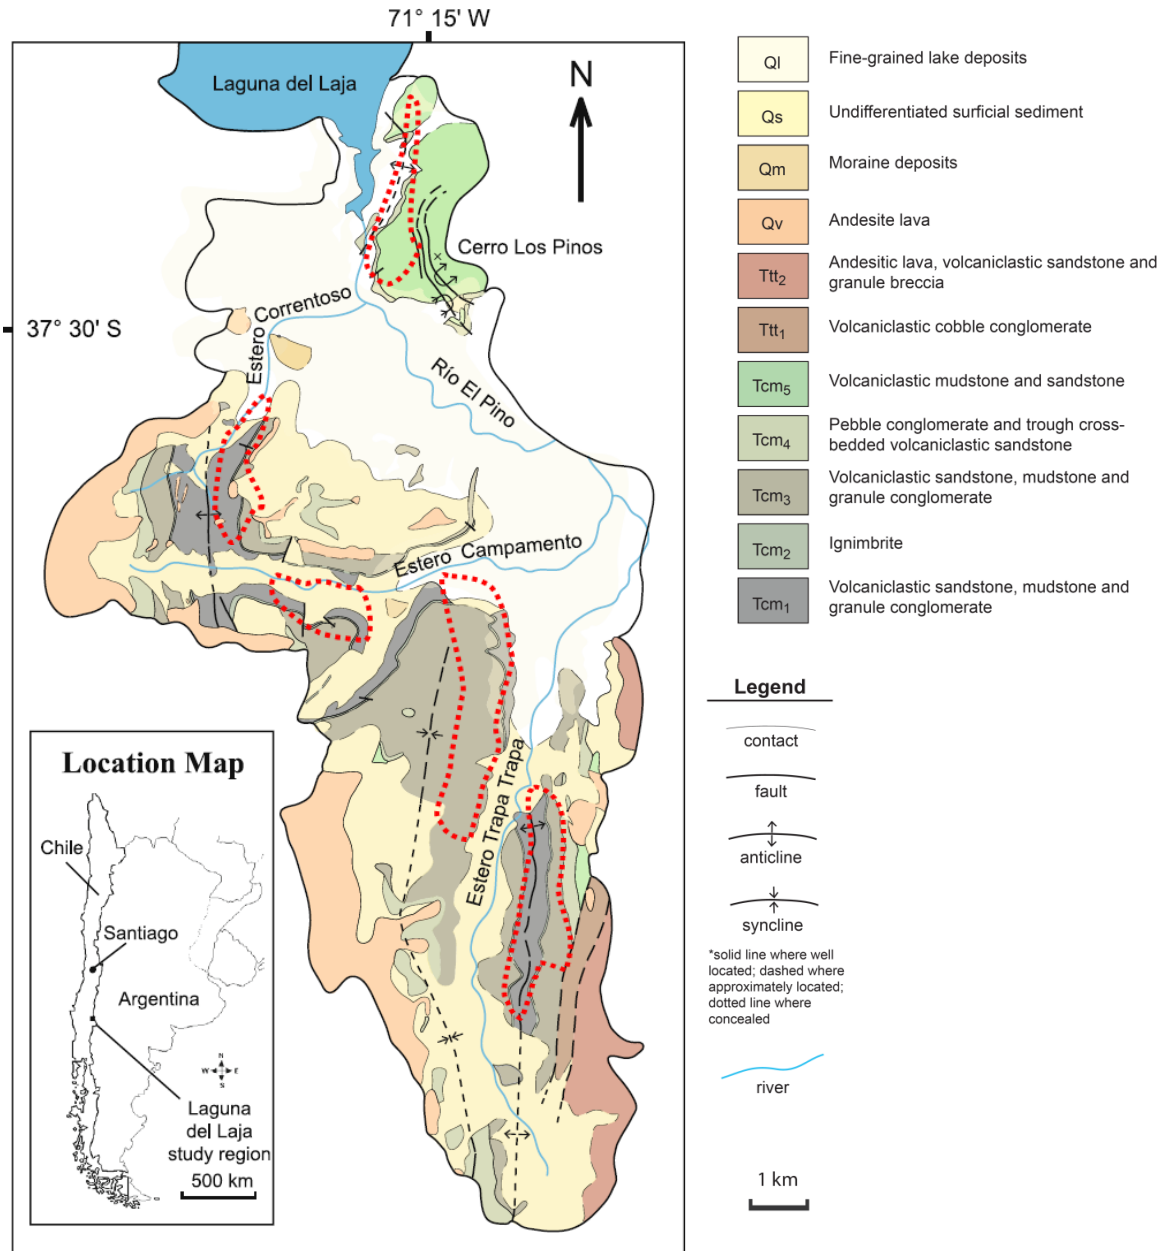 71° 15' W
Laguna del Laja
N
Cerro Los Pinos
37° 30' S
Estero Correntoso
Río El Pino
Estero Campamento
Estero Trapa Trapa
Location Map
Chile
Santiago
Argentina
N
W E
S
Laguna
del Laja
study region
500 km
Ql Fine-grained lake deposits
Qs Undifferentiated surficial sediment
Qm Moraine deposits
Qv Andesite lava
Ttt2 Andesitic lava, volcaniclastic sandstone and
granule breccia
Ttt1 Volcaniclastic cobble conglomerate
Tcm5 Volcaniclastic mudstone and sandstone
Tcm4 Pebble conglomerate and trough cross-
bedded volcaniclastic sandstone
Tcm3 Volcaniclastic sandstone, mudstone and
granule conglomerate
Tcm2 Ignimbrite
Tcm1 Volcaniclastic sandstone, mudstone and
granule conglomerate
Legend
contact
fault
anticline
syncline
*solid line where well
located; dashed where
approximately located;
dotted line where
concealed
river
1 km